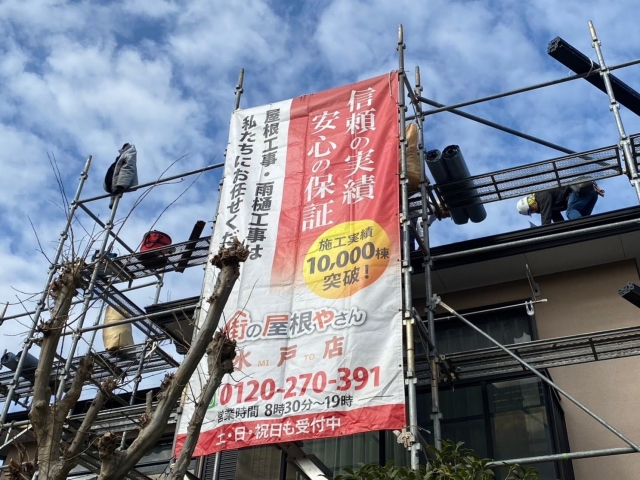 信頼の実績
安心の保証
屋根工事・雨樋工事は
私たちにお任せくだ
施工実績
10,000棟
突破!
街の屋根やさん
水戸店
MI TO
0120-270-391
営業時間 8時30分～19時
土・日・祝日も受付中